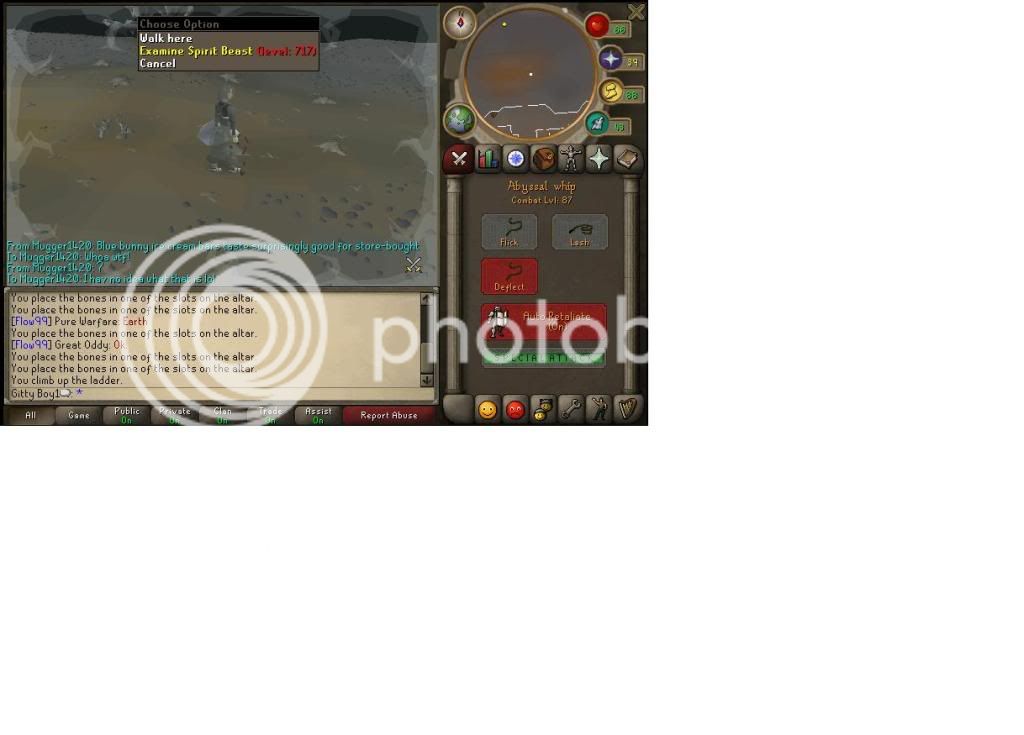 Choose Option
Walk here
Examine Spirit Beast (level: 717)
Cancel
From Mugger1420: Blue bunny ice cream bars taste surprisingly good for store-bought
To Mugger1420: Whoa wtf!
From Mugger1420: ?
To Mugger1420: I hav no idea what that is lol
You place the bones in one of the slots on the altar.
You place the bones in one of the slots on the altar.
[Flow99] Pure Warfare: Earth
You place the bones in one of the slots on the altar.
[Flow99] Great Oddy: Ok
You place the bones in one of the slots on the altar.
You place the bones in one of the slots on the altar.
You climb up the ladder.
Gitty Boy1: *
All Game Public On Private On Clan On Trade On Assist On Report Abuse
N
88
39
88
43
Abyssal whip
Combat Lvl: 87
Flick Lash
Deflect
Auto Retaliate
(On)
SPECIAL ATTACK
photob